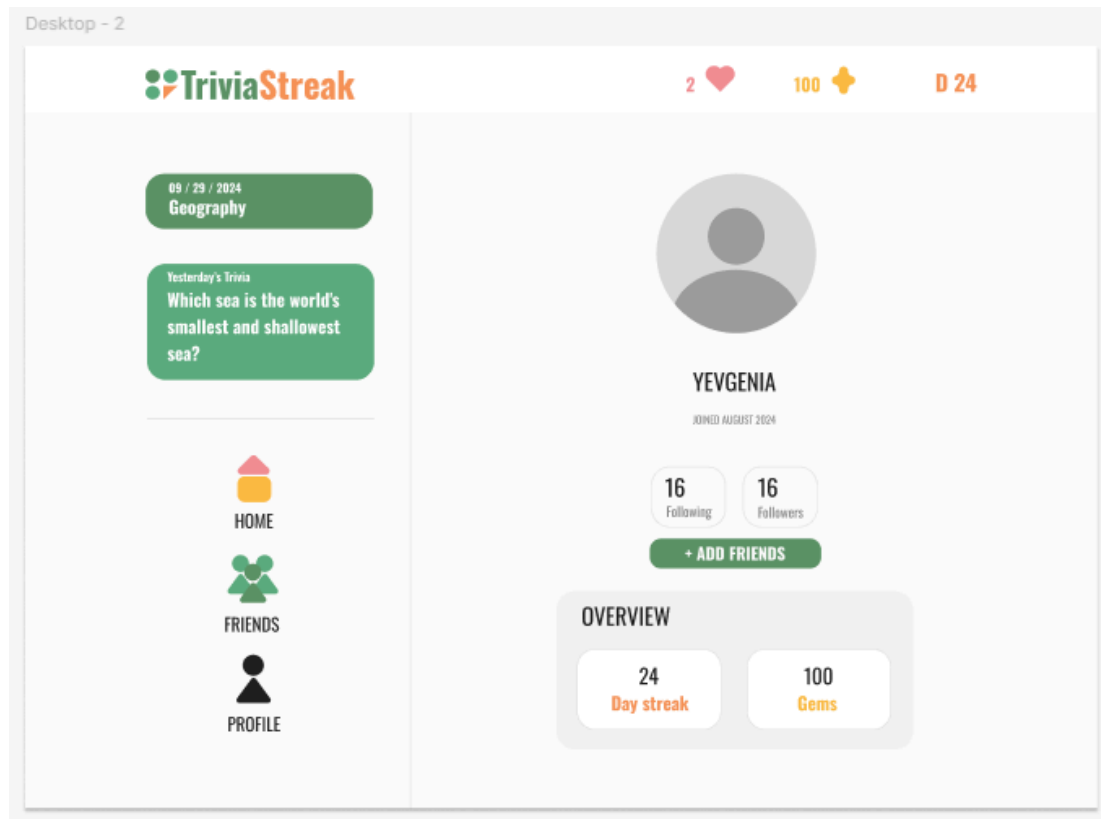 Desktop - 2
TriviaStreak
2
100
D 24
09 / 29 / 2024
Geography
Yesterday's Trivia
Which sea is the world's
smallest and shallowest
sea?
HOME
FRIENDS
PROFILE
YEVGENIA
JOINED AUGUST 2024
16
Following
16
Followers
+ ADD FRIENDS
OVERVIEW
24
Day streak
100
Gems